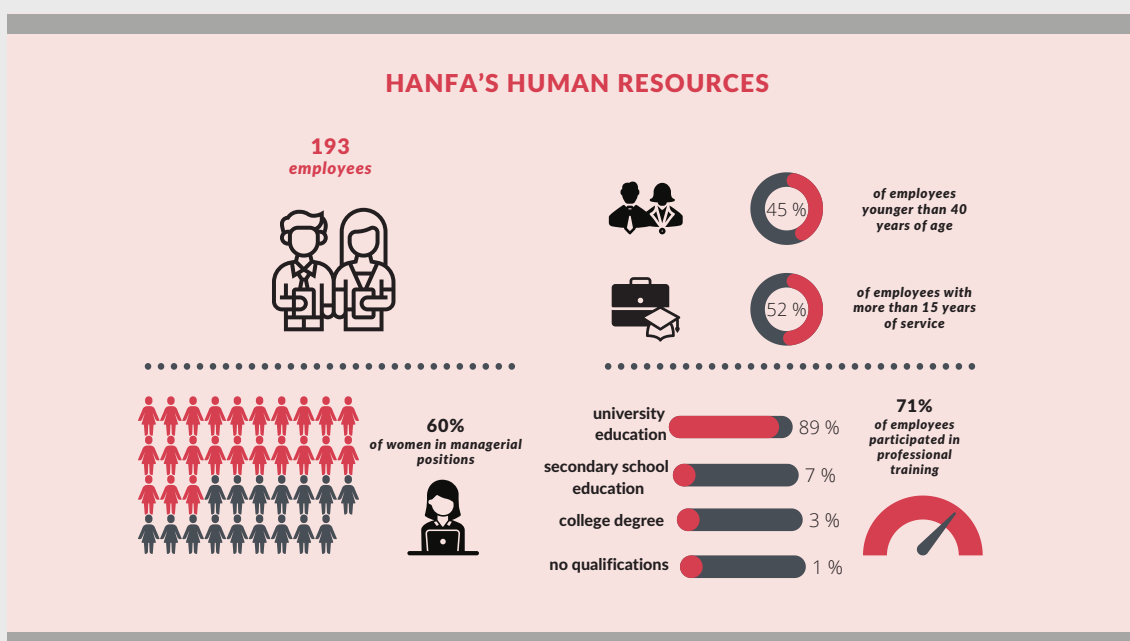 HANFA’S HUMAN RESOURCES
193
employees
45 %
of employees
younger than 40
years of age
52 %
of employees with
more than 15 years
of service
60%
of women in managerial
positions
university
education
89 %
secondary school
education
7 %
college degree
3 %
no qualifications
1 %
71%
of employees
participated in
professional
training